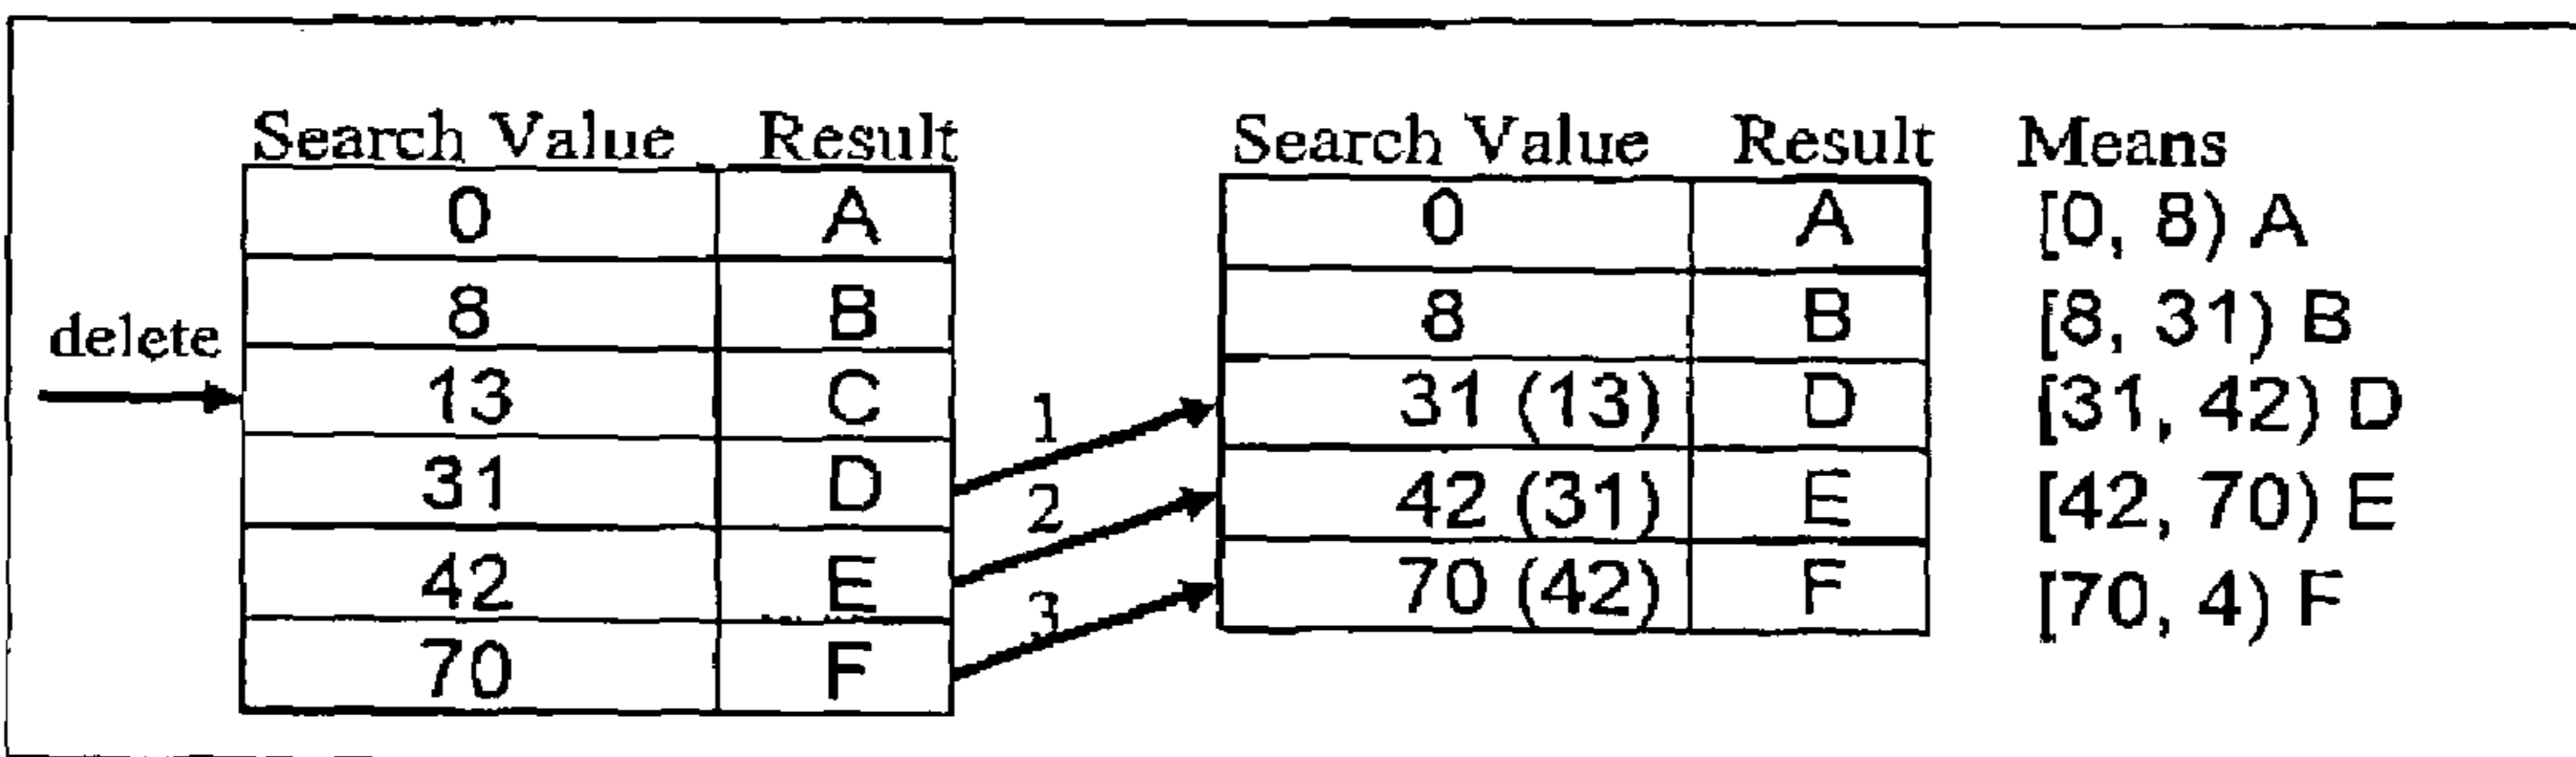 Search Value Result Search Value Result Means
0 A 0 A [0, 8) A
8 B 8 B [8, 31) B
delete
13 C 1 31 (13) D [31, 42) D
31 D 2 42 (31) E [42, 70) E
42 E 3 70 (42) F [70, 4) F
70 F